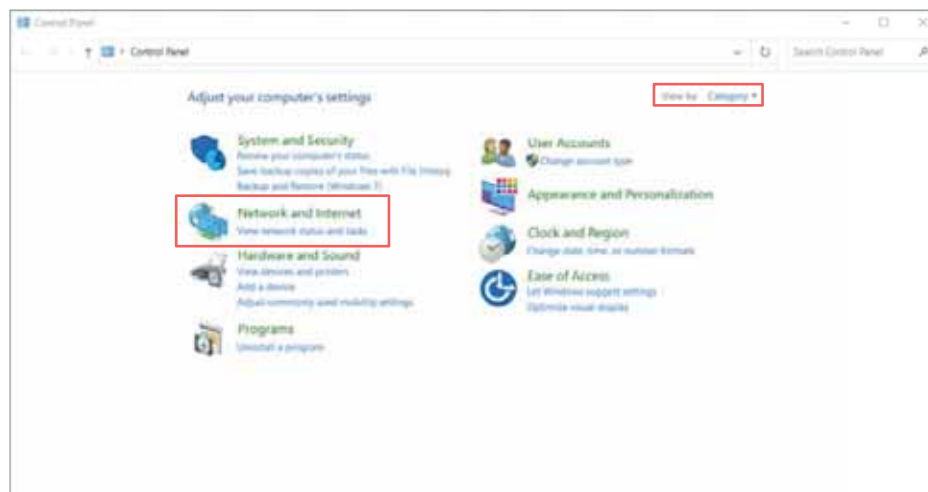 Control Panel
Control Panel
Search Control Panel
Adjust your computer's settings
View by: Category
System and Security
Review your computer's status
Save backup copies of your files with File History
Backup and Restore (Windows 7)
Network and Internet
View network status and tasks
Hardware and Sound
View devices and printers
Add a device
Adjust commonly used mobility settings
Programs
Uninstall a program
User Accounts
Change account type
Appearance and Personalization
Clock and Region
Change date, time, or number formats
Ease of Access
Let Windows suggest settings
Optimize visual display